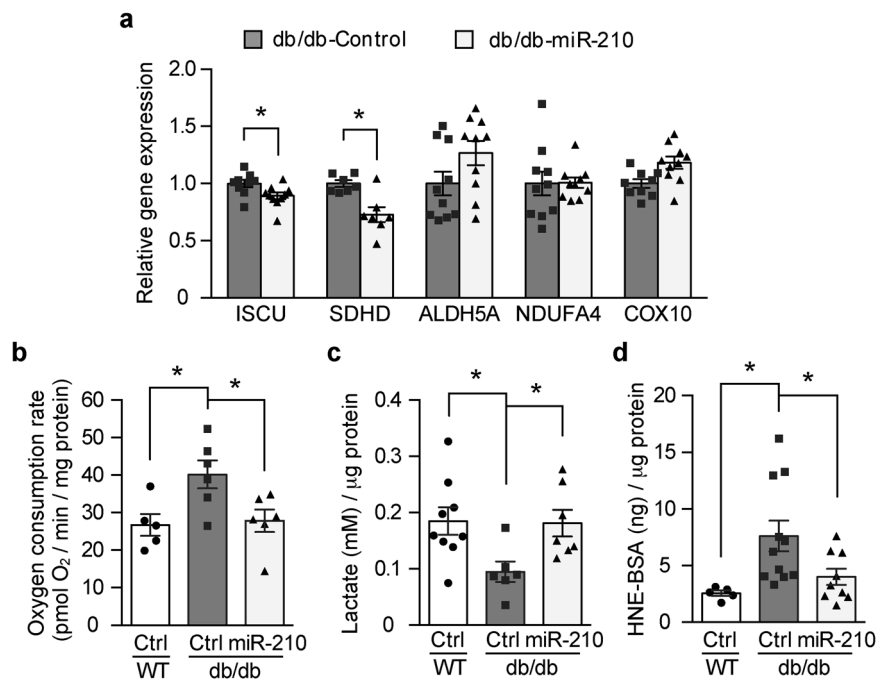 a
db/db-Control db/db-miR-210
Relative gene expression
2.0
1.5
1.0
0.5
0
* *
ISCU SDHD ALDH5A NDUFA4 COX10
b
Oxygen consumption rate
(pmol O₂ / min / mg protein)
60
50
40
30
20
10
0
* *
Ctrl Ctrl miR-210
WT db/db
c
Lactate (mM) / μg protein
0.4
0.3
0.2
0.1
0
* *
Ctrl Ctrl miR-210
WT db/db
d
HNE-BSA (ng) / μg protein
20
15
10
5
0
* *
Ctrl Ctrl miR-210
WT db/db